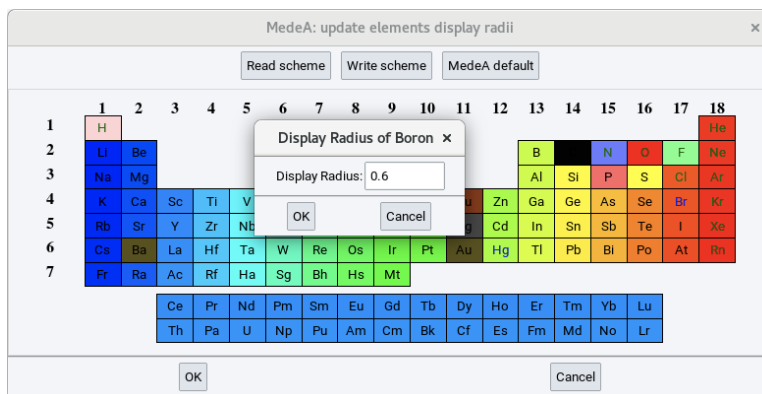 MedeA: update elements display radii ×
Read scheme Write scheme MedeA default
1 2 3 4 5 6 7 8 9 10 11 12 13 14 15 16 17 18
1 H He
Display Radius of Boron ×
2 Li Be B N O F Ne
Display Radius: 0.6
3 Na Mg Al Si P S Cl Ar
4 K Ca Sc Ti V Zn Ga Ge As Se Br Kr
OK Cancel
5 Rb Sr Y Zr Nb Cd In Sn Sb Te I Xe
6 Cs Ba La Hf Ta W Re Os Ir Pt Au Hg Tl Pb Bi Po At Rn
7 Fr Ra Ac Rf Ha Sg Bh Hs Mt
Ce Pr Nd Pm Sm Eu Gd Tb Dy Ho Er Tm Yb Lu
Th Pa U Np Pu Am Cm Bk Cf Es Fm Md No Lr
OK Cancel